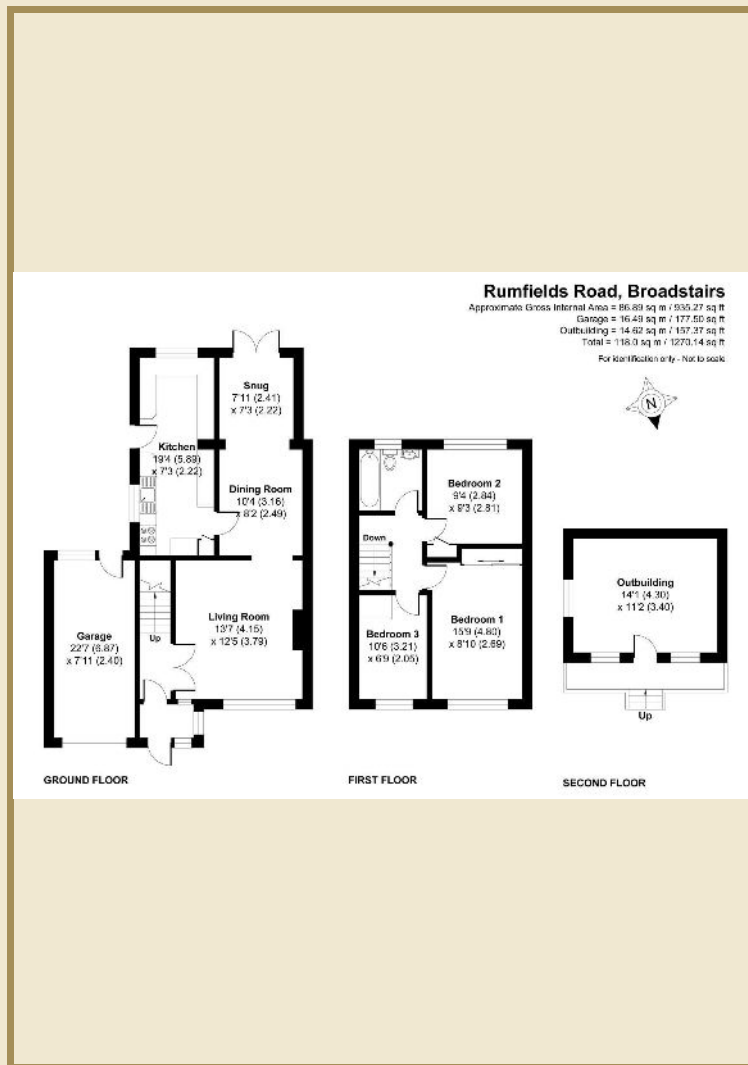 Rumfields Road, Broadstairs
Approximate Gross Internal Area = 86.89 sq m / 935.27 sq ft
Garage = 16.49 sq m / 177.50 sq ft
Outbuilding = 14.62 sq m / 157.37 sq ft
Total = 118.0 sq m / 1270.14 sq ft
For identification only - Not to scale
N
Snug
7'11 (2.41)
x 7'3 (2.22)
Kitchen
19'4 (5.89)
x 7'3 (2.22)
Dining Room
10'4 (3.16)
x 8'2 (2.49)
Garage
22'7 (6.87)
x 7'11 (2.40)
Up
Living Room
13'7 (4.15)
x 12'5 (3.79)
GROUND FLOOR
Bedroom 2
9'4 (2.84)
x 9'3 (2.81)
Down
Bedroom 3
10'6 (3.21)
x 6'9 (2.05)
Bedroom 1
15'9 (4.80)
x 8'10 (2.69)
FIRST FLOOR
Outbuilding
14'1 (4.30)
x 11'2 (3.40)
Up
SECOND FLOOR